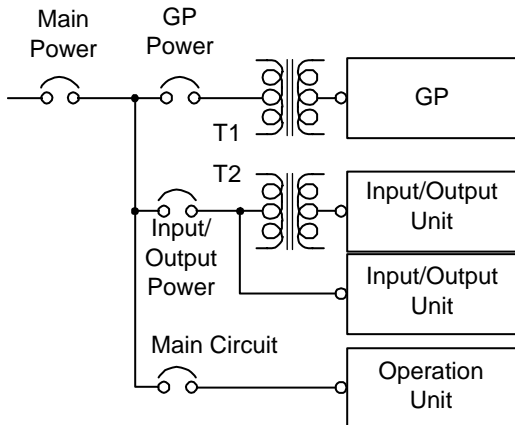 Main
Power
GP
Power
GP
T1
T2
Input/Output
Unit
Input/
Output
Power
Input/Output
Unit
Main Circuit
Operation
Unit